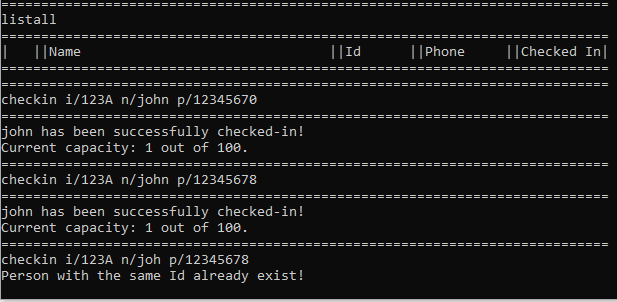 ============================================================================
listall
============================================================================
|   ||Name                               ||Id      ||Phone     ||Checked In|
============================================================================
============================================================================
checkin i/123A n/john p/12345670
============================================================================
john has been successfully checked-in!
Current capacity: 1 out of 100.
============================================================================
checkin i/123A n/john p/12345678
============================================================================
john has been successfully checked-in!
Current capacity: 1 out of 100.
============================================================================
checkin i/123A n/joh p/12345678
Person with the same Id already exist!